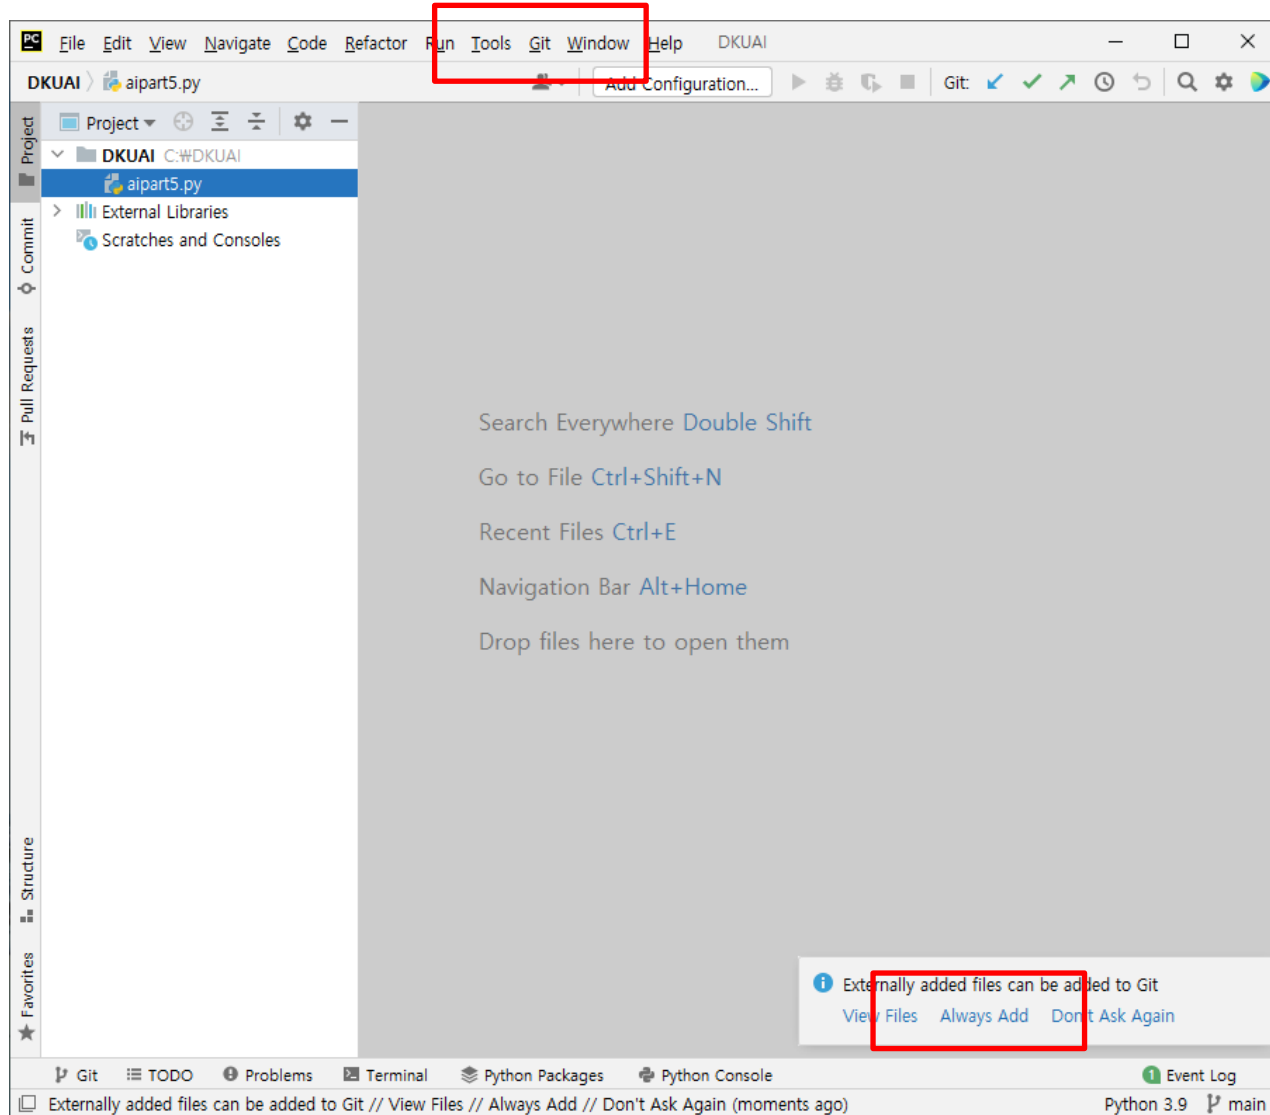 PC File Edit View Navigate Code Refactor Run Tools Git Window Help DKUAI
DKUAI aipart5.py Add Configuration... Git:
Project
DKUAI C:₩DKUAI
aipart5.py
External Libraries
Scratches and Consoles
Project
Commit
Pull Requests
Structure
Favorites
Search Everywhere Double Shift
Go to File Ctrl+Shift+N
Recent Files Ctrl+E
Navigation Bar Alt+Home
Drop files here to open them
Externally added files can be added to Git
View Files Always Add Don't Ask Again
Git TODO Problems Terminal Python Packages Python Console 1 Event Log
Externally added files can be added to Git // View Files // Always Add // Don't Ask Again (moments ago) Python 3.9 main